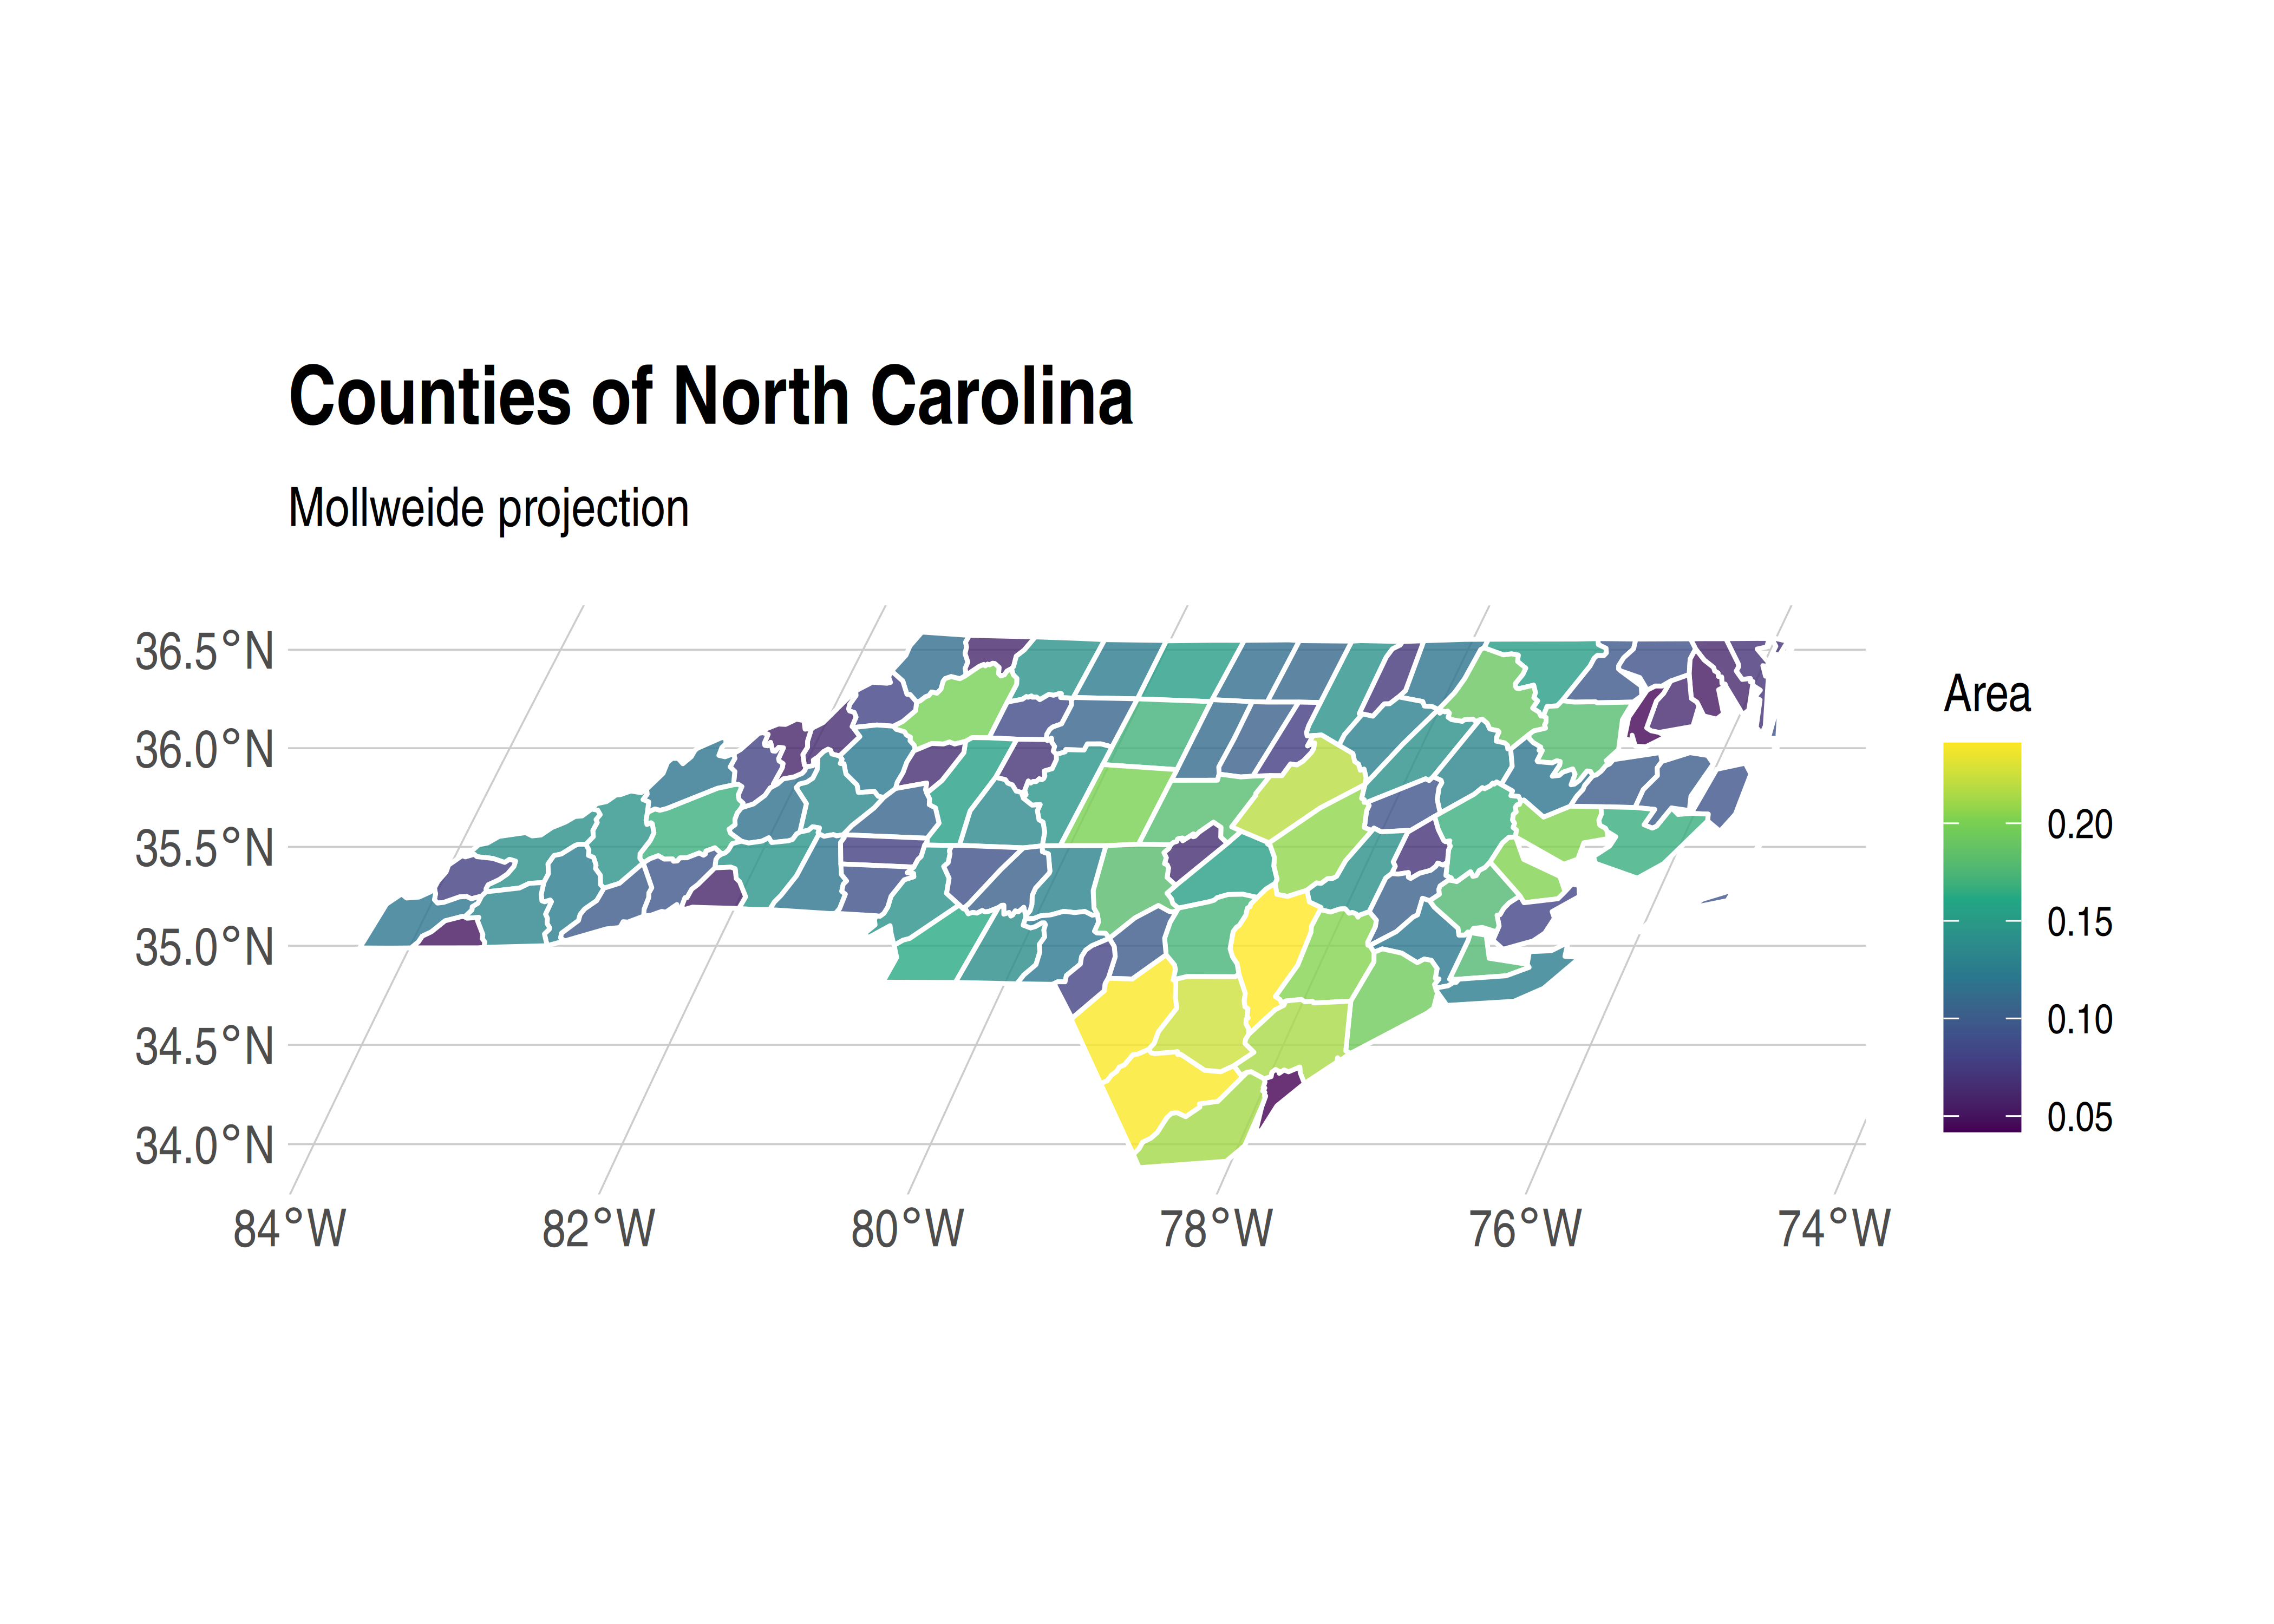 Counties of North Carolina
Mollweide projection
36.5°N
36.0°N
35.5°N
35.0°N
34.5°N
34.0°N
84°W 82°W 80°W 78°W 76°W 74°W
Area
0.20
0.15
0.10
0.05